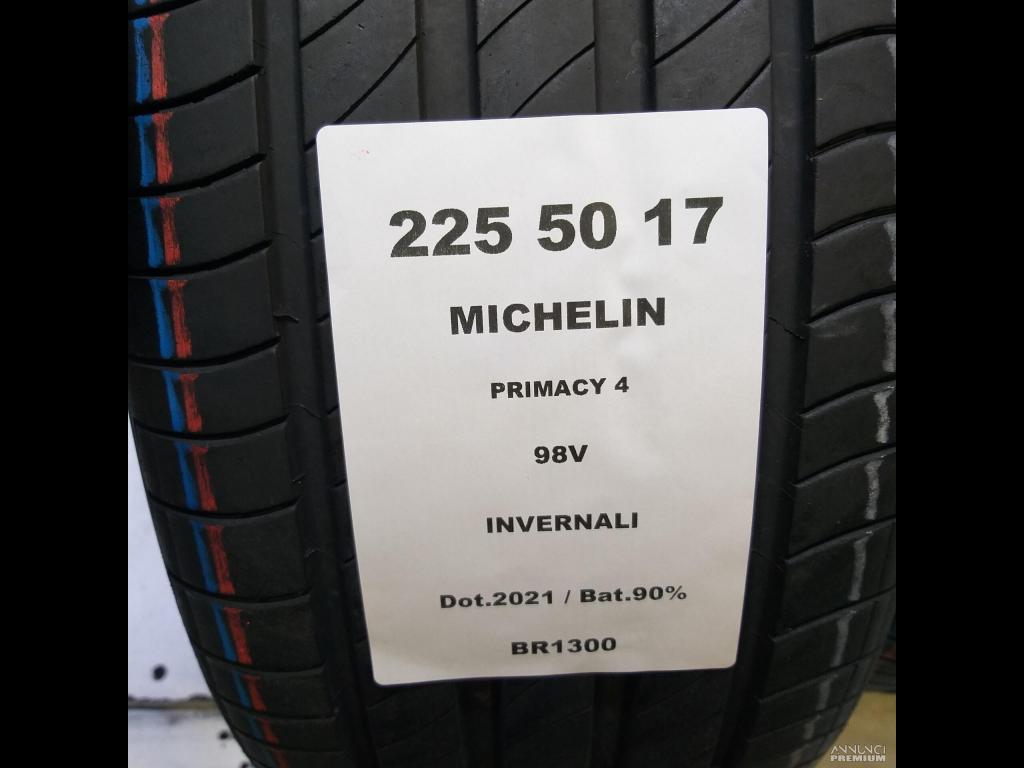 225 50 17
MICHELIN
PRIMACY 4
98V
INVERNALI
Dot.2021 / Bat.90%
BR1300
ANNUNCI
PREMIUM